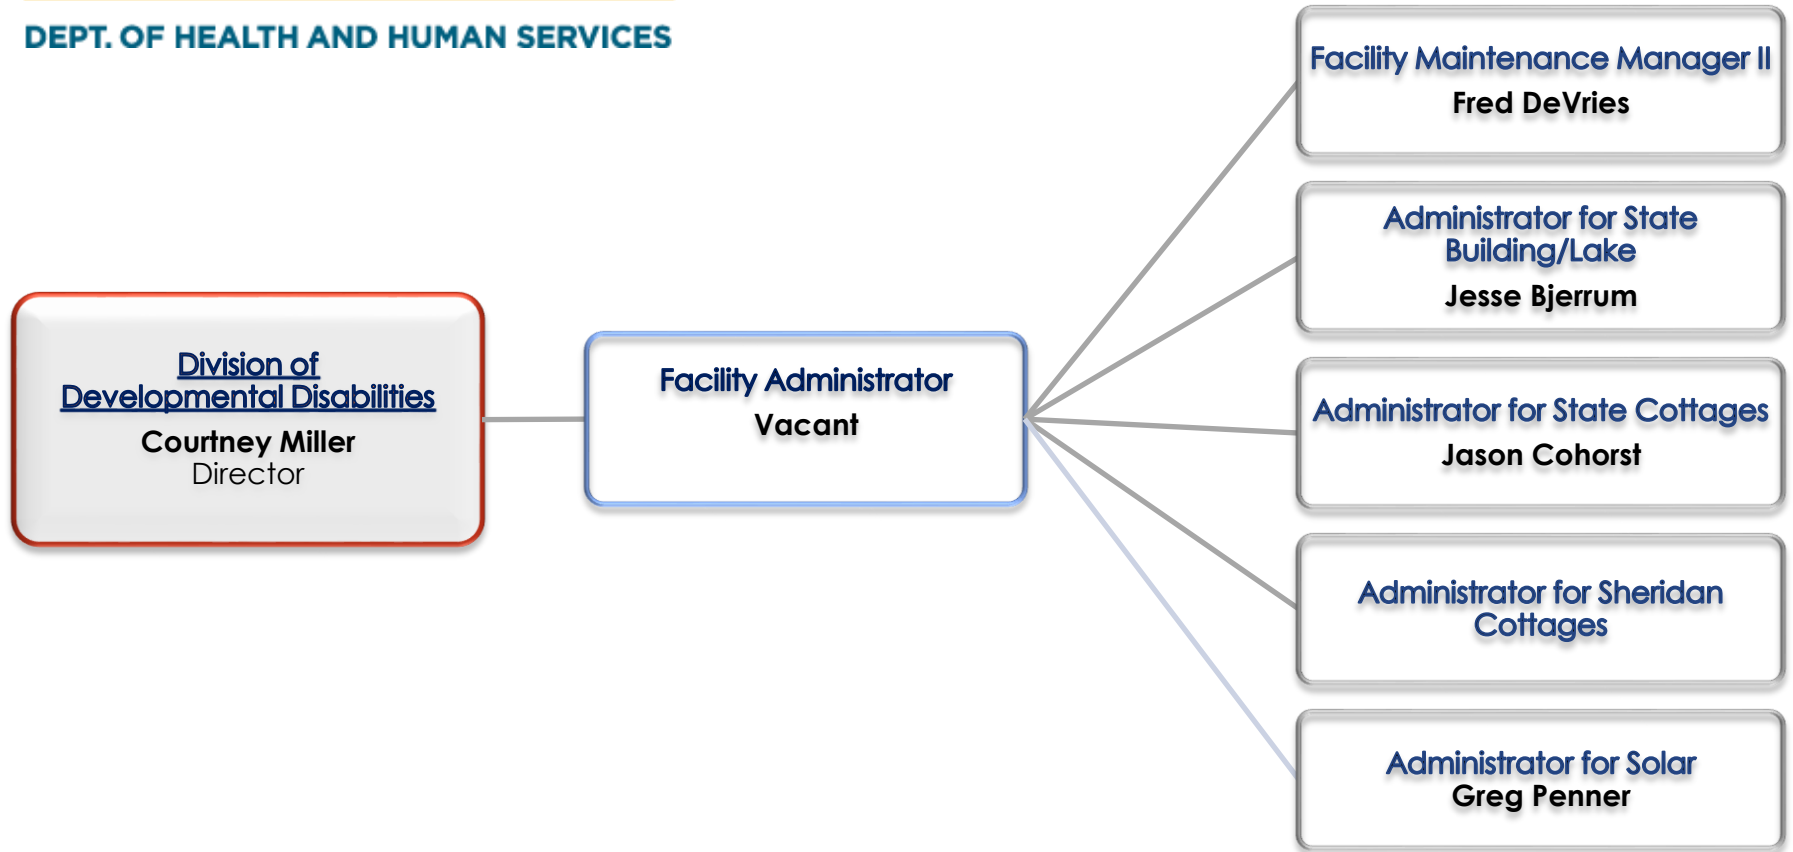 DEPT. OF HEALTH AND HUMAN SERVICES
Division of
Developmental Disabilities
Courtney Miller
Director
Facility Administrator
Vacant
Facility Maintenance Manager II
Fred DeVries
Administrator for State
Building/Lake
Jesse Bjerrum
Administrator for State Cottages
Jason Cohorst
Administrator for Sheridan
Cottages
Administrator for Solar
Greg Penner